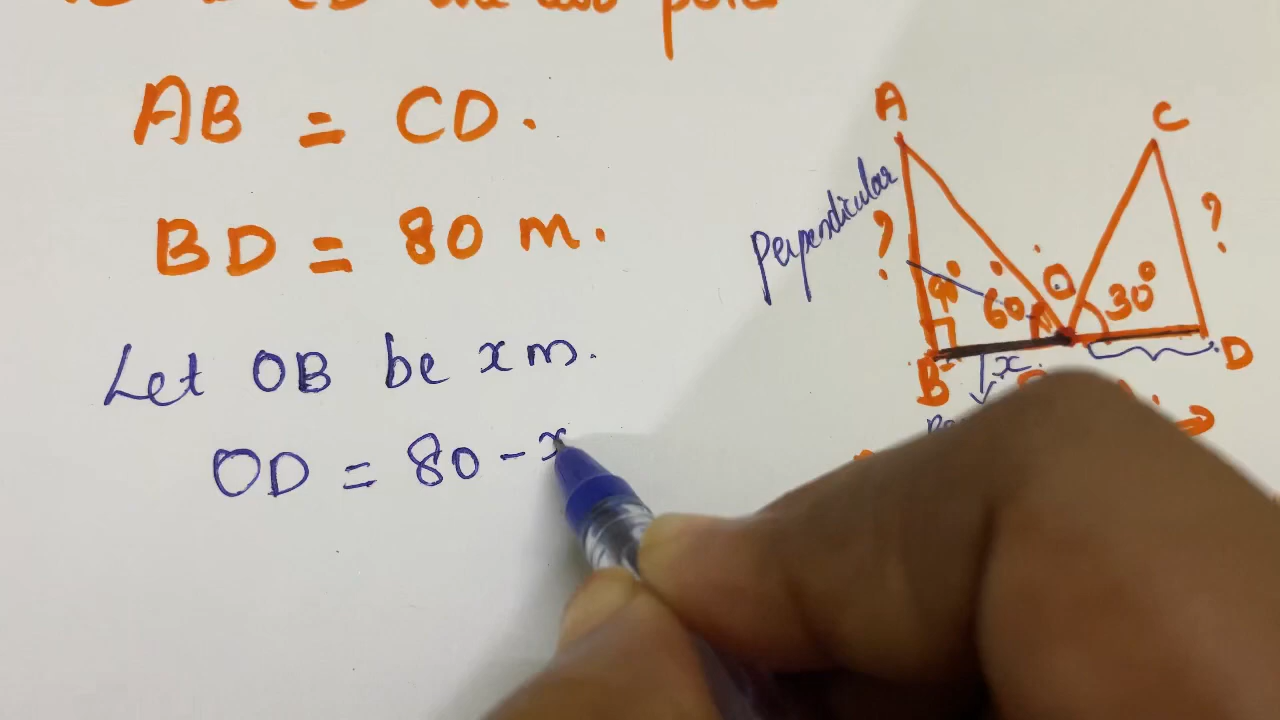 AB = CD.
BD = 80 m.
Let OB be x m.
OD = 80 - x
A
C
Perpendicular
?
?
90°
60°
O
30°
B
x
D